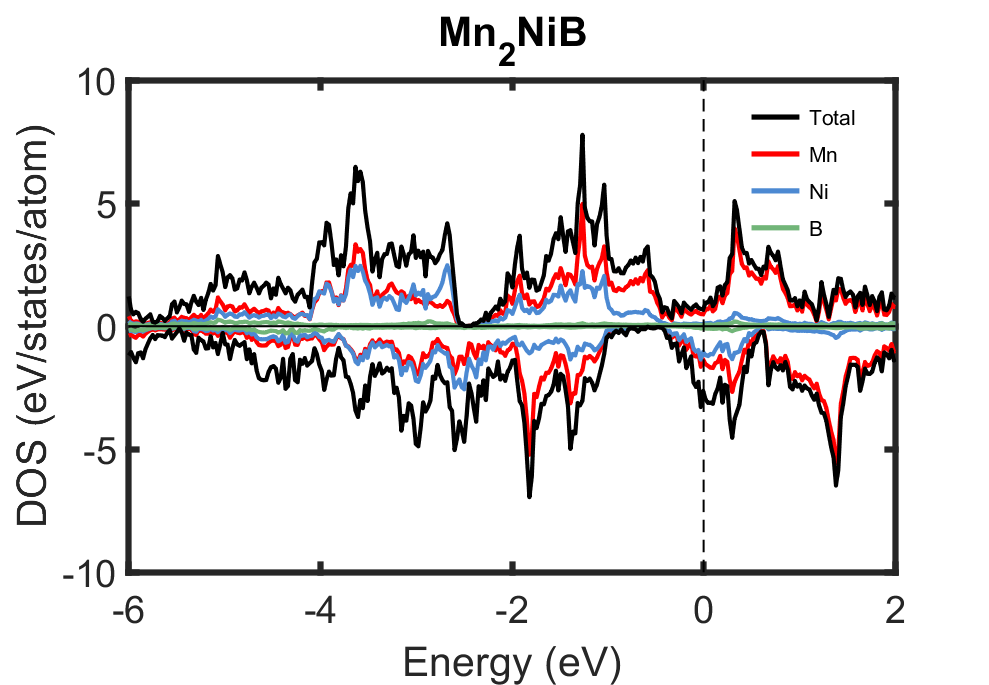 Mn₂NiB
10
5
0
-5
-10
DOS (eV/states/atom)
Total
Mn
Ni
B
-6
-4
-2
0
2
Energy (eV)